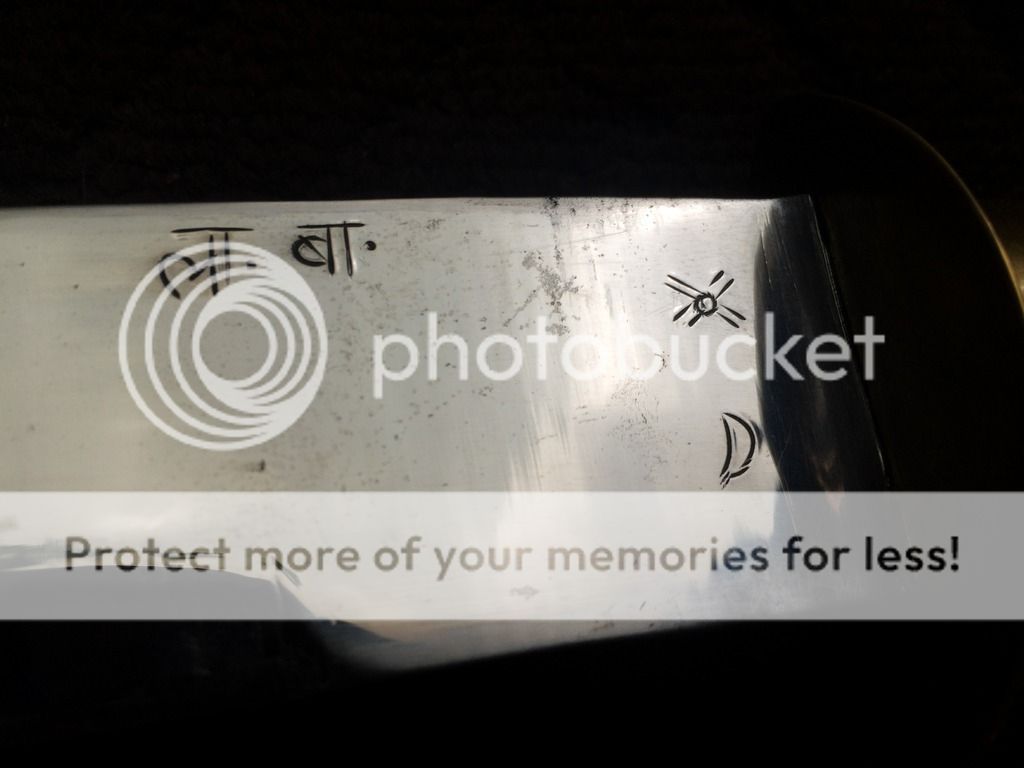 ला. बा.
photobucket
D
Protect more of your memories for less!